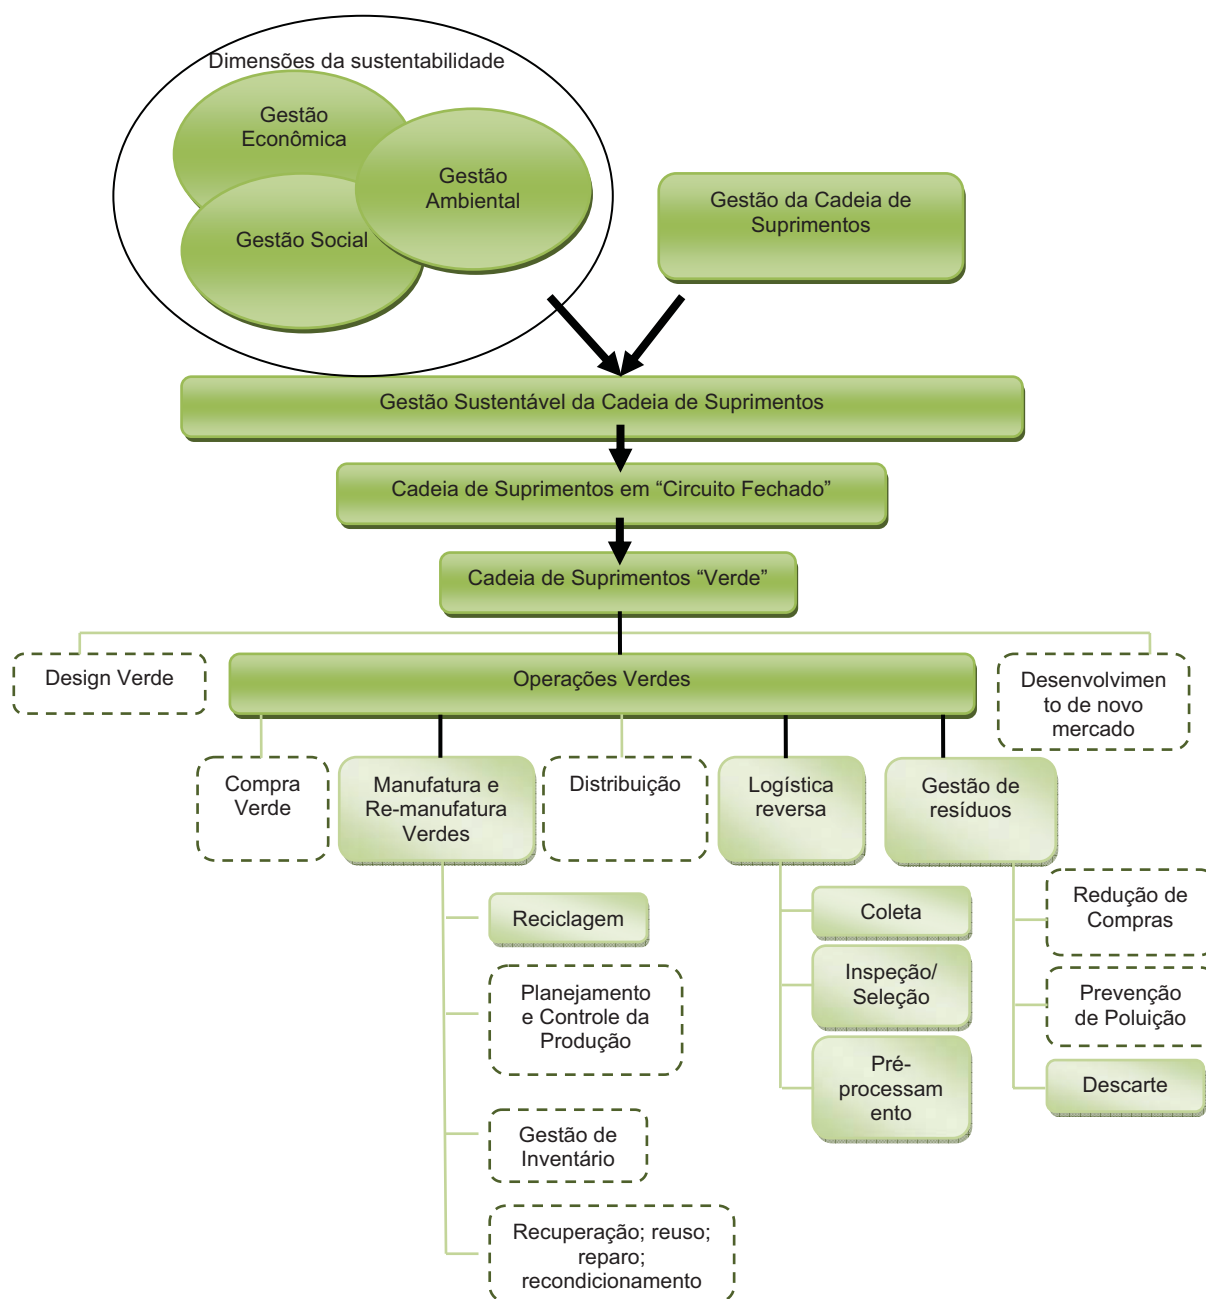 Dimensões da sustentabilidade
Gestão
Econômica
Gestão
Ambiental
Gestão Social
Gestão da Cadeia de
Suprimentos
Gestão Sustentável da Cadeia de Suprimentos
Cadeia de Suprimentos em “Circuito Fechado”
Cadeia de Suprimentos “Verde”
Design Verde
Operações Verdes
Desenvolvimen
to de novo
mercado
Compra
Verde
Manufatura e
Re-manufatura
Verdes
Distribuição
Logística
reversa
Gestão de
resíduos
Reciclagem
Planejamento
e Controle da
Produção
Gestão de
Inventário
Recuperação; reuso;
reparo;
recondicionamento
Coleta
Inspeção/
Seleção
Pré-
processam
ento
Redução de
Compras
Prevenção
de Poluição
Descarte